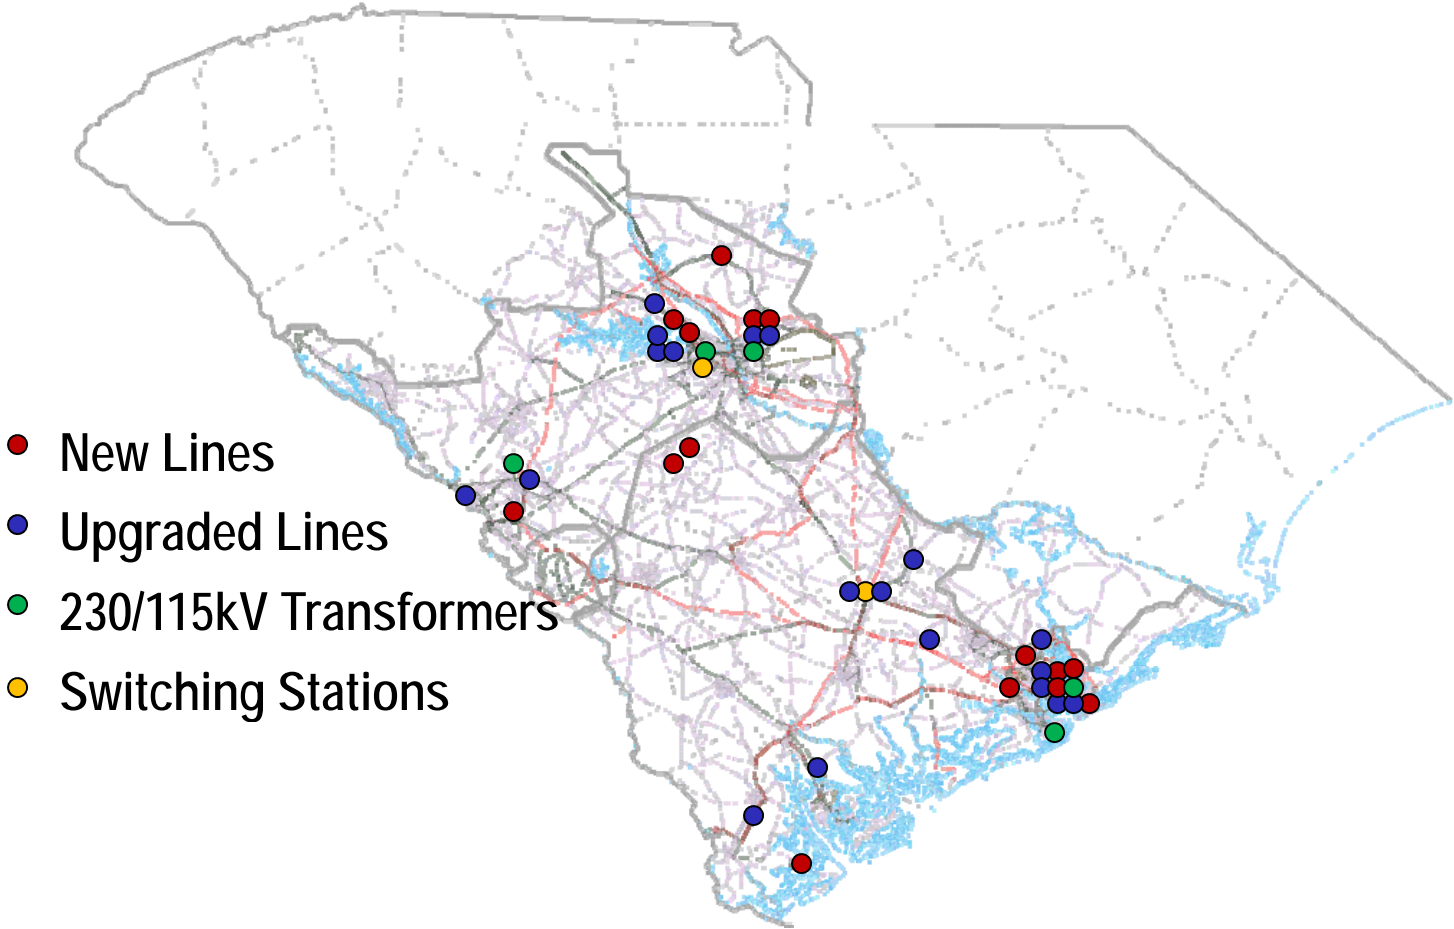 New Lines
Upgraded Lines
230/115kV Transformers
Switching Stations